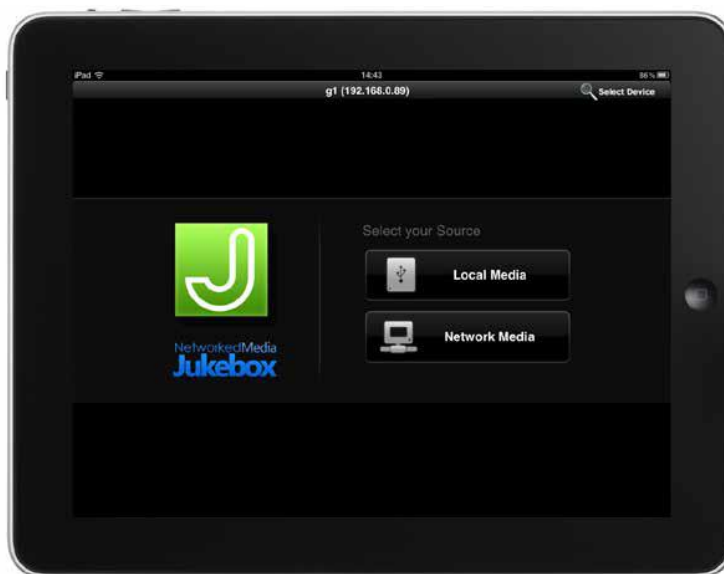 iPad 14:43 86%
g1 (192.168.0.89) Select Device
Select your Source
Local Media
Network Media
NetworkedMedia
Jukebox